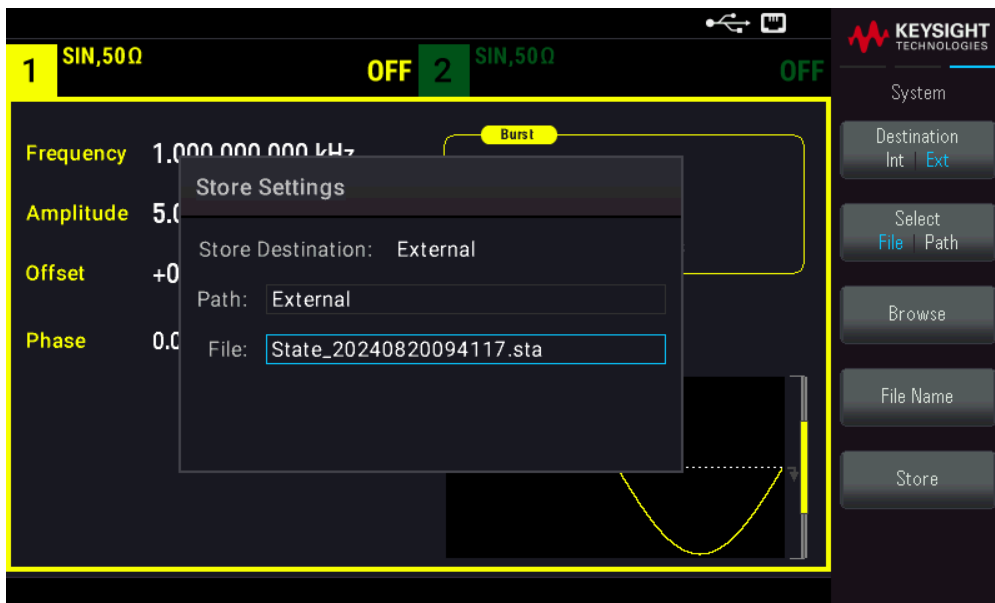 KEYSIGHT
TECHNOLOGIES
1 SIN,50Ω OFF 2 SIN,50Ω OFF
System
Burst
Frequency 1.000 000 000 kHz
Amplitude 5.0
Offset +0
Phase 0.0
Store Settings
Store Destination: External
Path: External
File: State_20240820094117.sta
Destination
Int | Ext
Select
File | Path
Browse
File Name
Store